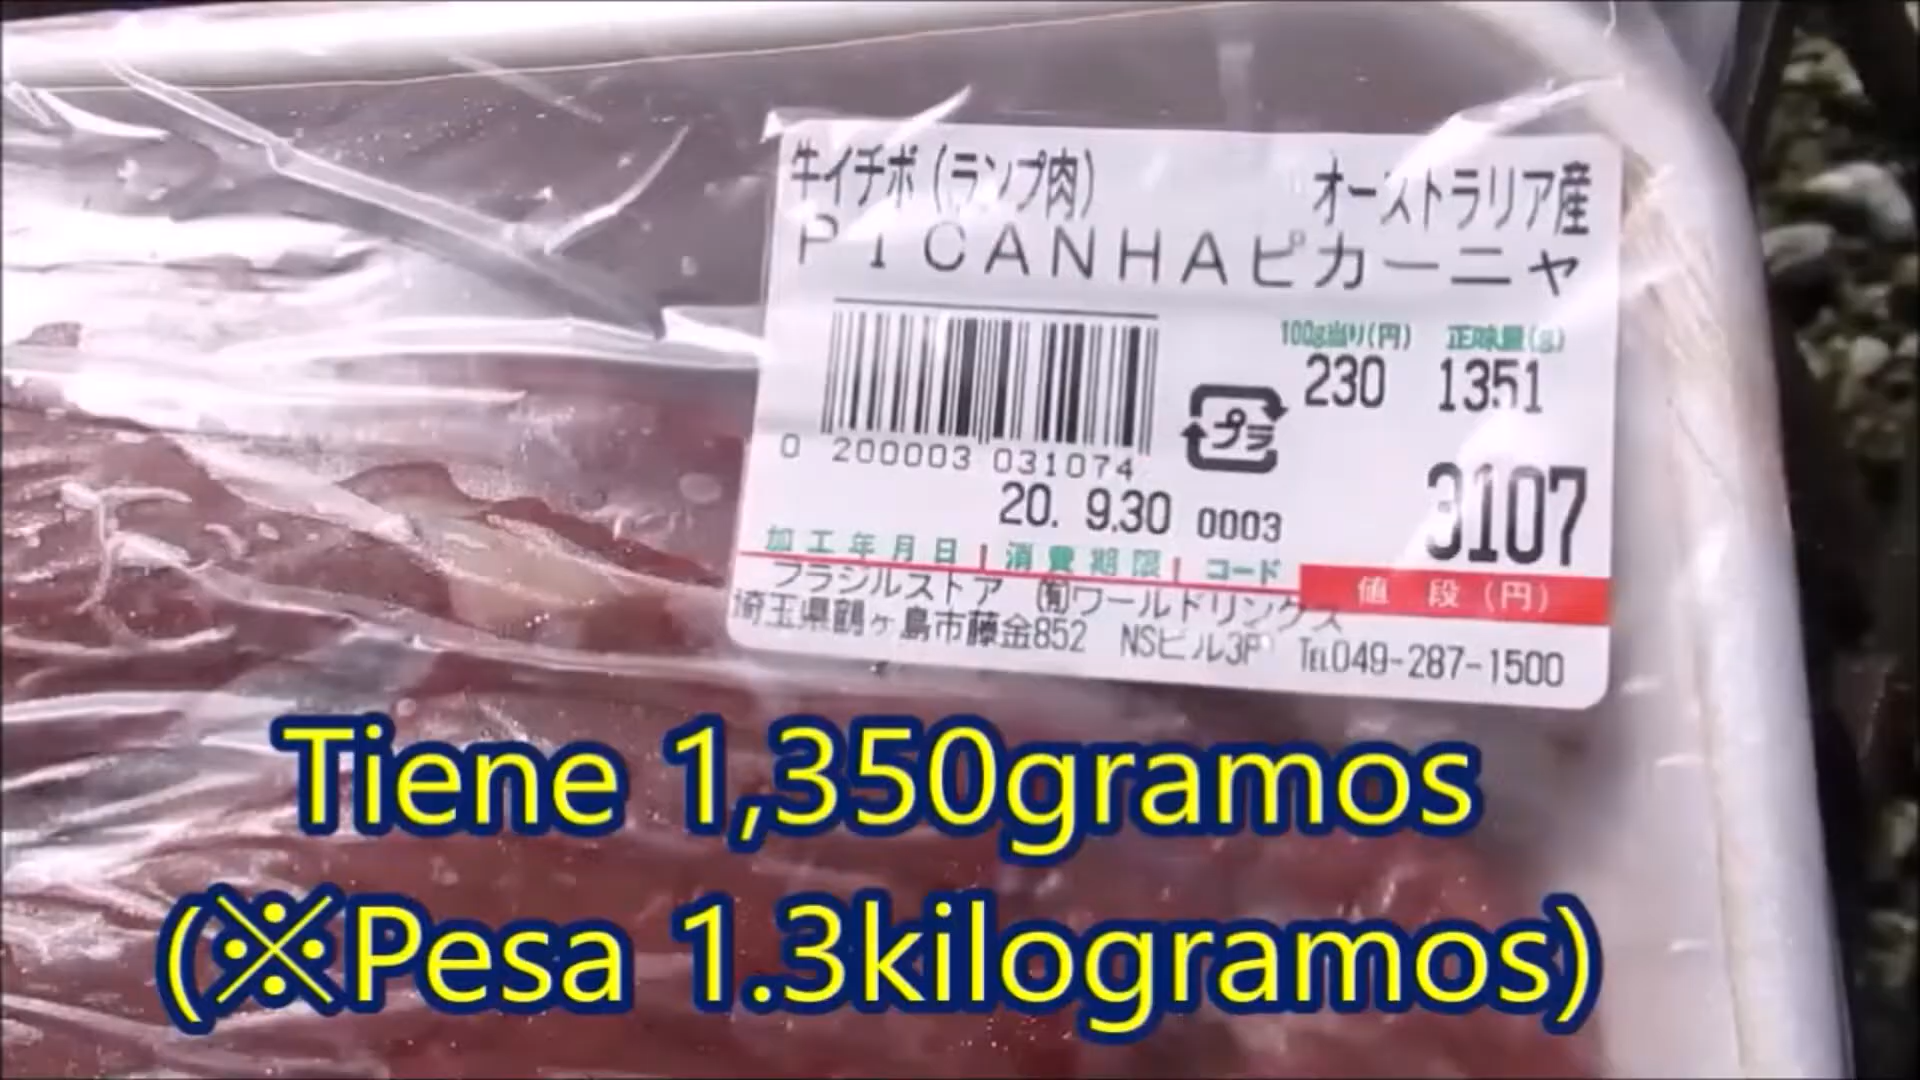 牛イチボ(ランプ肉) オーストラリア産
PICANHAピカーニャ
100g当り(円) 正味量(g)
230 1351
プラ
0 200003 031074
20. 9.30 0003
3107
加工年月日 消費期限 コード
値段(円)
ブラジルストア ㈲ワールドリンクス
埼玉県鶴ヶ島市藤金852 NSビル3F TEL049-287-1500
Tiene 1,350gramos
(※Pesa 1.3kilogramos)